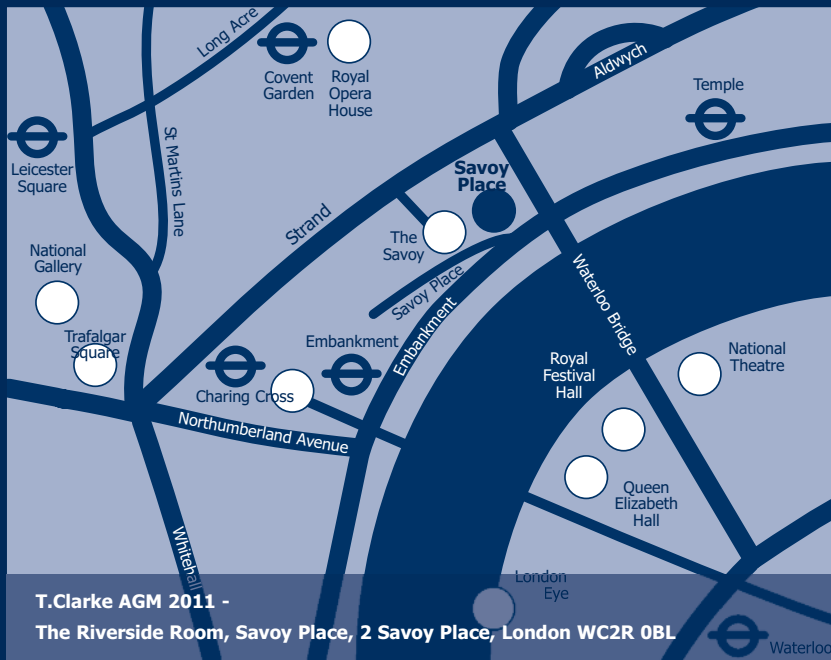 Long Acre
Aldwych
Covent
Garden
Royal
Opera
House
Temple
St Martins Lane
Leicester
Square
Savoy
Place
Strand
The
Savoy
National
Gallery
Savoy Place
Waterloo Bridge
Embankment
Trafalgar
Square
Embankment
Royal
Festival
Hall
National
Theatre
Charing Cross
Northumberland Avenue
Queen
Elizabeth
Hall
Whitehall
London
Eye
T.Clarke AGM 2011 -
The Riverside Room, Savoy Place, 2 Savoy Place, London WC2R 0BL
Waterloo